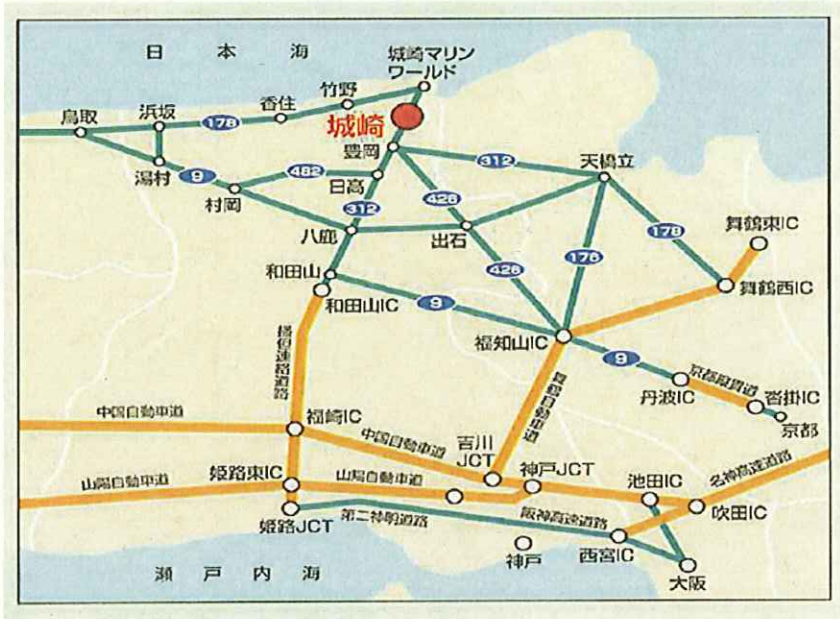 日本海
城崎マリン
ワールド
竹野
香住
浜坂
鳥取
178
城崎
豊岡
312
天橋立
湯村
9
482
日高
村岡
426
舞鶴東IC
312
178
八鹿
出石
176
426
和田山
舞鶴西IC
和田山IC
9
福知山IC
播但連絡道路
9
京都縦貫道
舞鶴自動車道
丹波IC
沓掛IC
京都
中国自動車道
福崎IC
中国自動車道
吉川
JCT
姫路東IC
神戸JCT
池田IC
名神高速道路
山陽自動車道
山陽自動車道
吹田IC
姫路JCT
第二神明道路
阪神高速道路
神戸
西宮IC
大阪
瀬戸内海